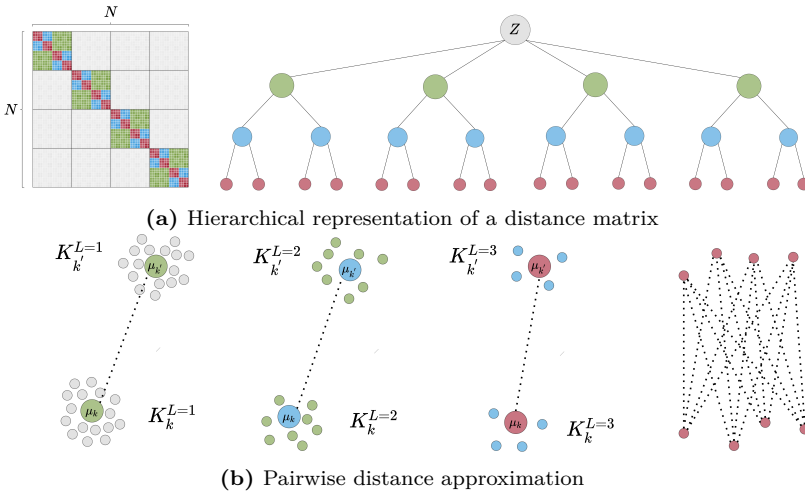 N
N
Z
(a) Hierarchical representation of a distance matrix
K_{k'}^{L=1}
μ_{k'}
K_{k'}^{L=2}
μ_{k'}
K_{k'}^{L=3}
μ_{k'}
μ_k
K_k^{L=1}
μ_k
K_k^{L=2}
μ_k
K_k^{L=3}
(b) Pairwise distance approximation